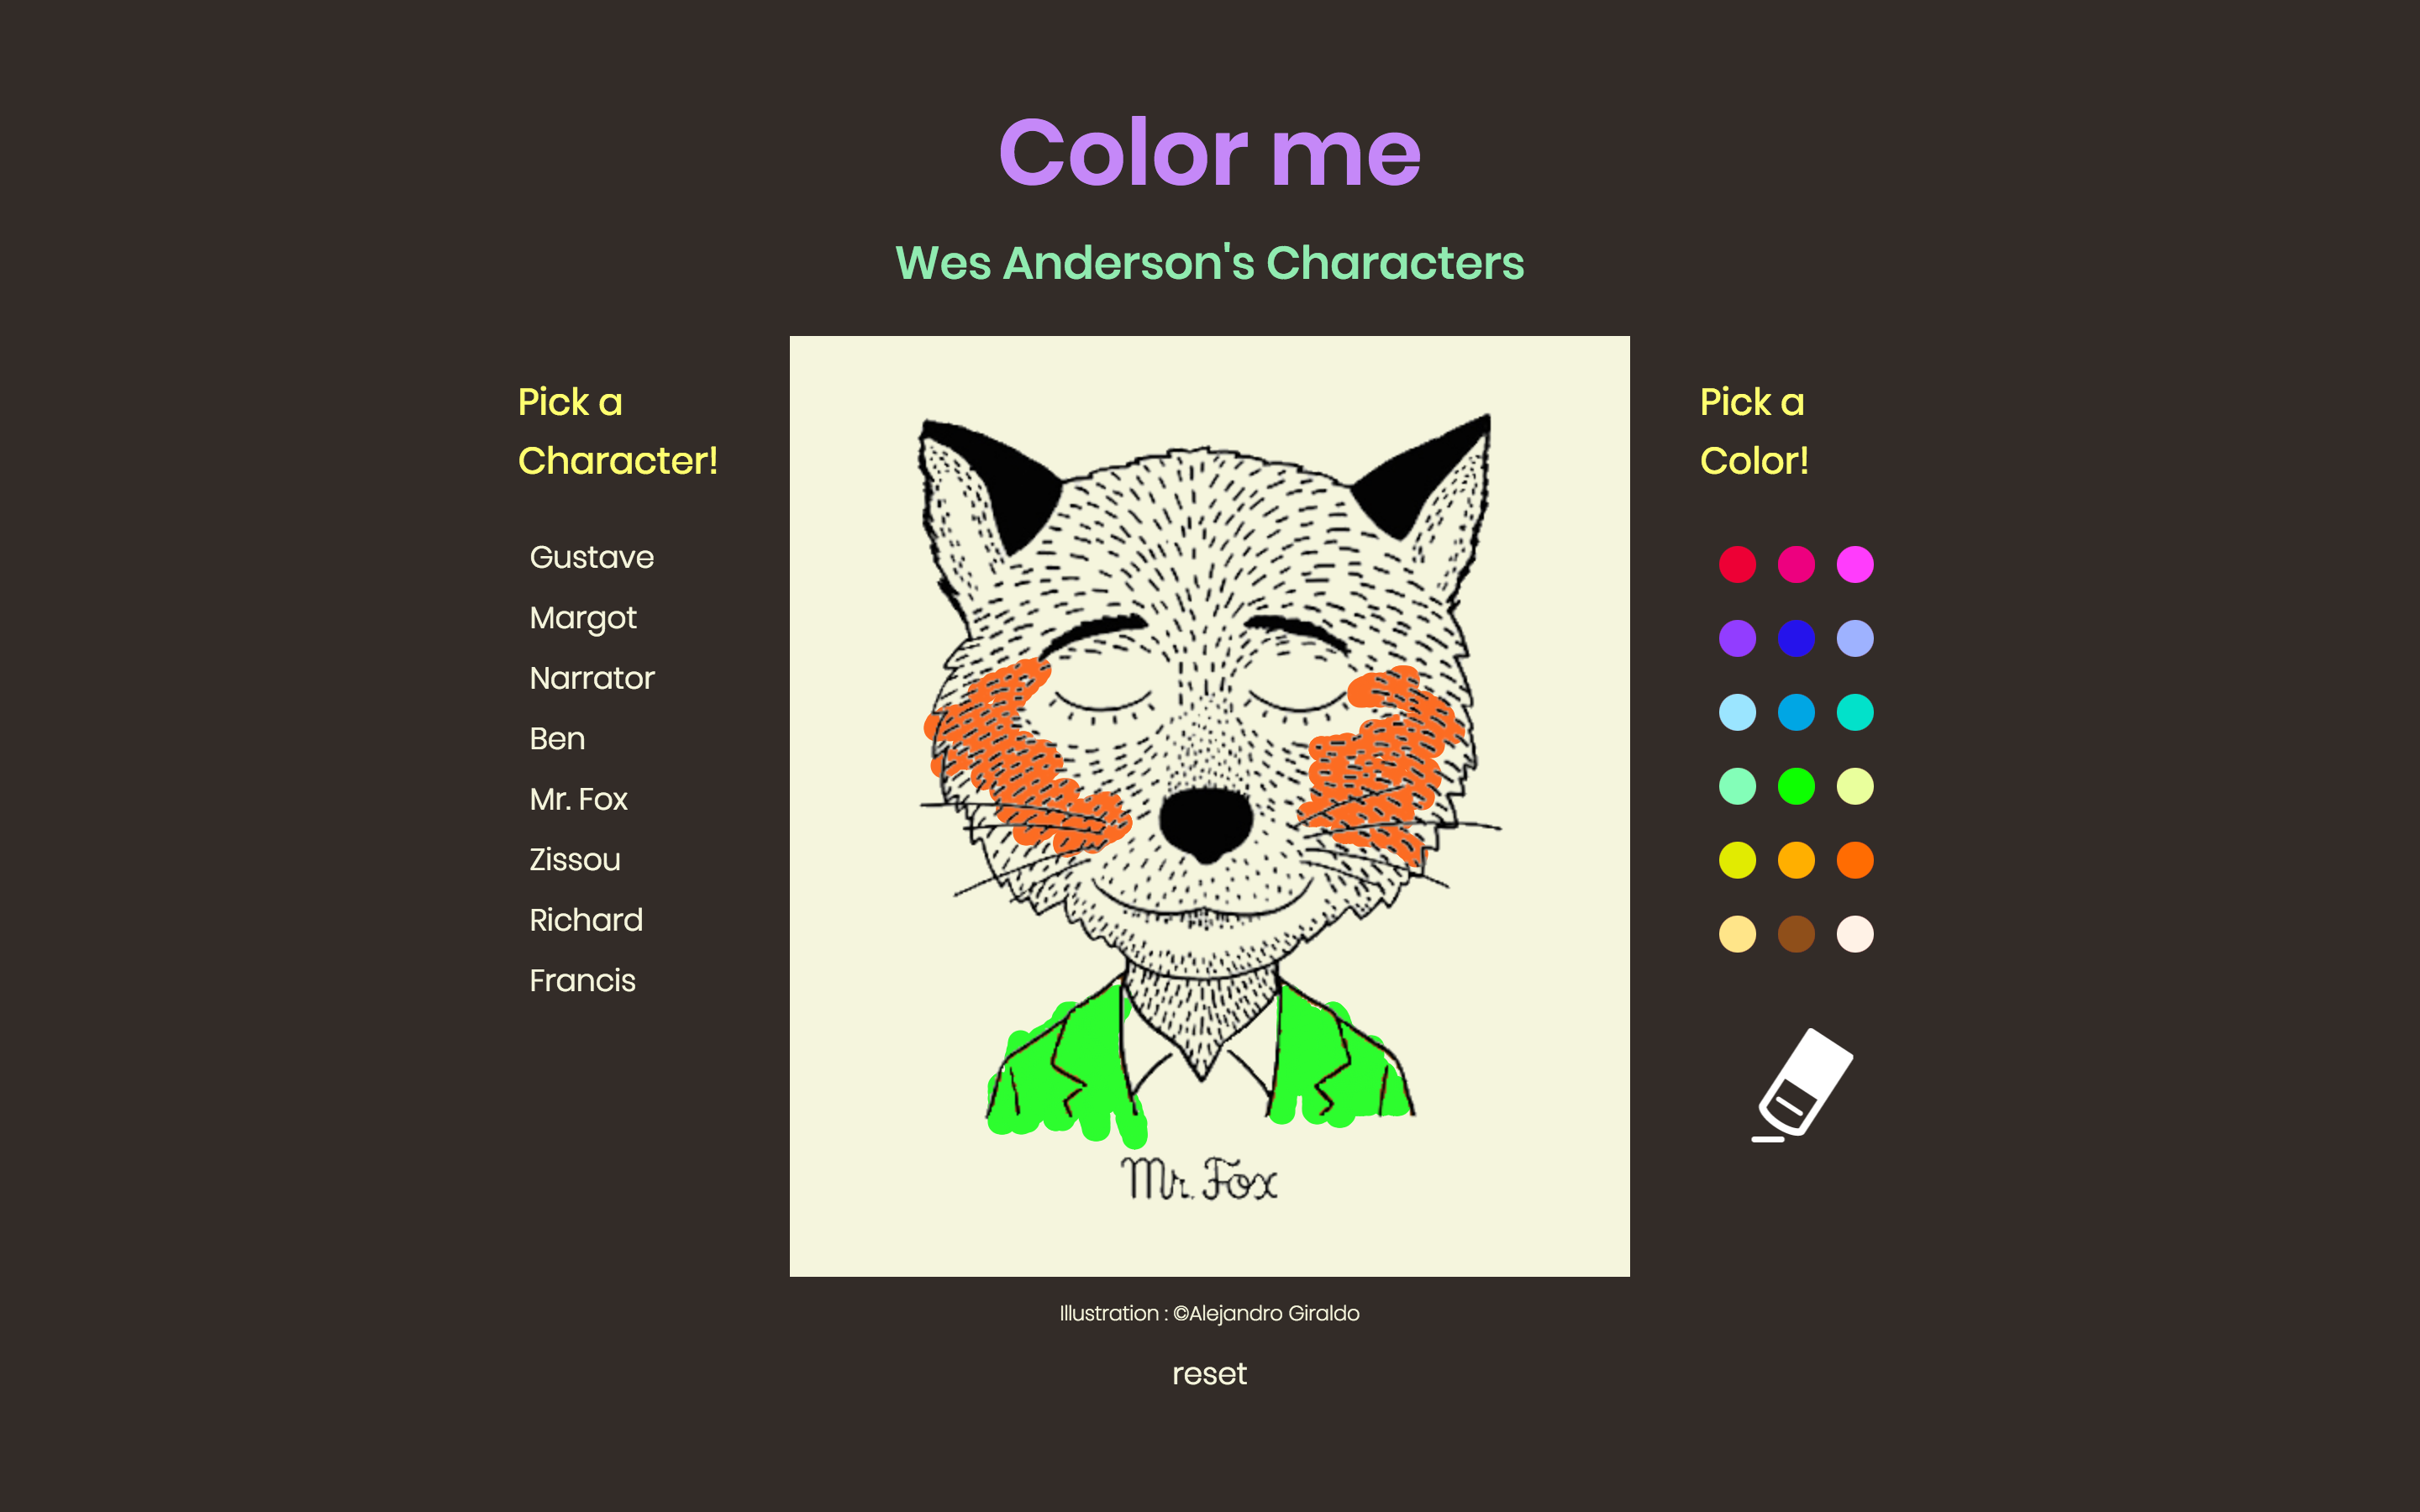 Color me
Wes Anderson's Characters
Pick a
Character!
Gustave
Margot
Narrator
Ben
Mr. Fox
Zissou
Richard
Francis
Mr. Fox
Pick a
Color!
Illustration : ©Alejandro Giraldo
reset